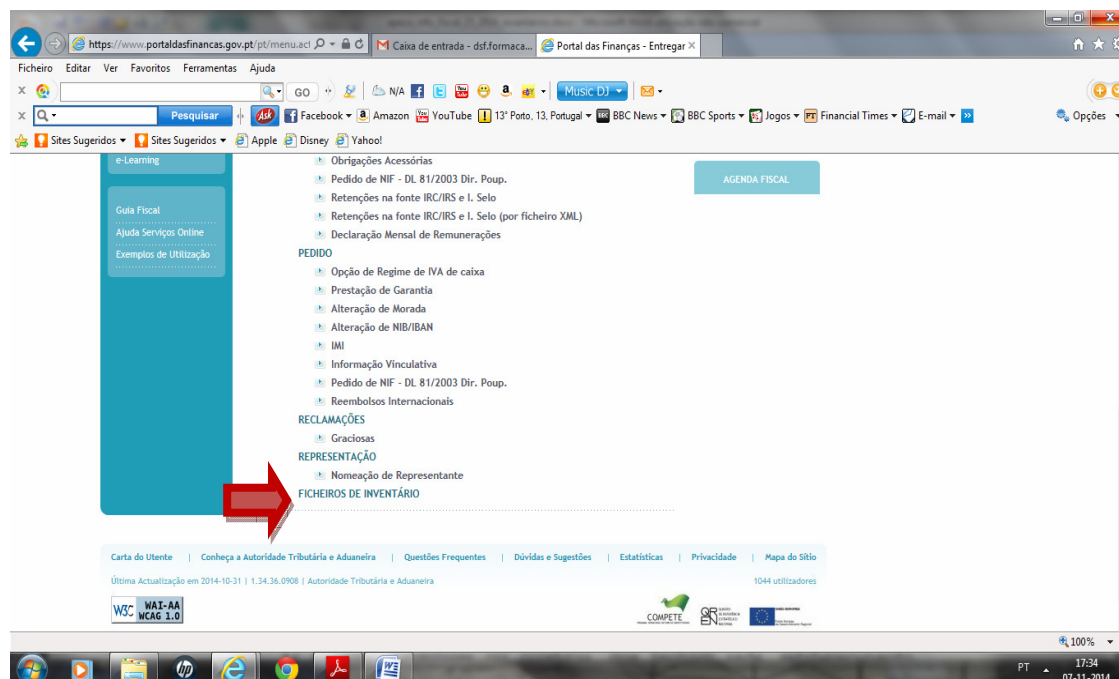 https://www.portaldasfinancas.gov.pt/pt/menu.act
Caixa de entrada - dsf.formaca...
Portal das Finanças - Entregar
Ficheiro Editar Ver Favoritos Ferramentas Ajuda
GO N/A Music DJ
Pesquisar Ask Facebook Amazon YouTube 13° Porto, 13, Portugal BBC News BBC Sports Jogos Financial Times E-mail Opções
Sites Sugeridos Sites Sugeridos Apple Disney Yahoo!
e-Learning
Guia Fiscal
Ajuda Serviços Online
Exemplos de Utilização
Obrigações Acessórias
Pedido de NIF - DL 81/2003 Dir. Poup.
Retenções na fonte IRC/IRS e I. Selo
Retenções na fonte IRC/IRS e I. Selo (por ficheiro XML)
Declaração Mensal de Remunerações
PEDIDO
Opção de Regime de IVA de caixa
Prestação de Garantia
Alteração de Morada
Alteração de NIB/IBAN
IMI
Informação Vinculativa
Pedido de NIF - DL 81/2003 Dir. Poup.
Reembolsos Internacionais
RECLAMAÇÕES
Graciosas
REPRESENTAÇÃO
Nomeação de Representante
FICHEIROS DE INVENTÁRIO
AGENDA FISCAL
Carta do Utente | Conheça a Autoridade Tributária e Aduaneira | Questões Frequentes | Dúvidas e Sugestões | Estatísticas | Privacidade | Mapa do Sítio
Última Actualização em 2014-10-31 | 1.34.36.0908 | Autoridade Tributária e Aduaneira
1044 utilizadores
W3C WAI-AA
WCAG 1.0
COMPETE
QREN
100%
PT
17:34
07-11-2014